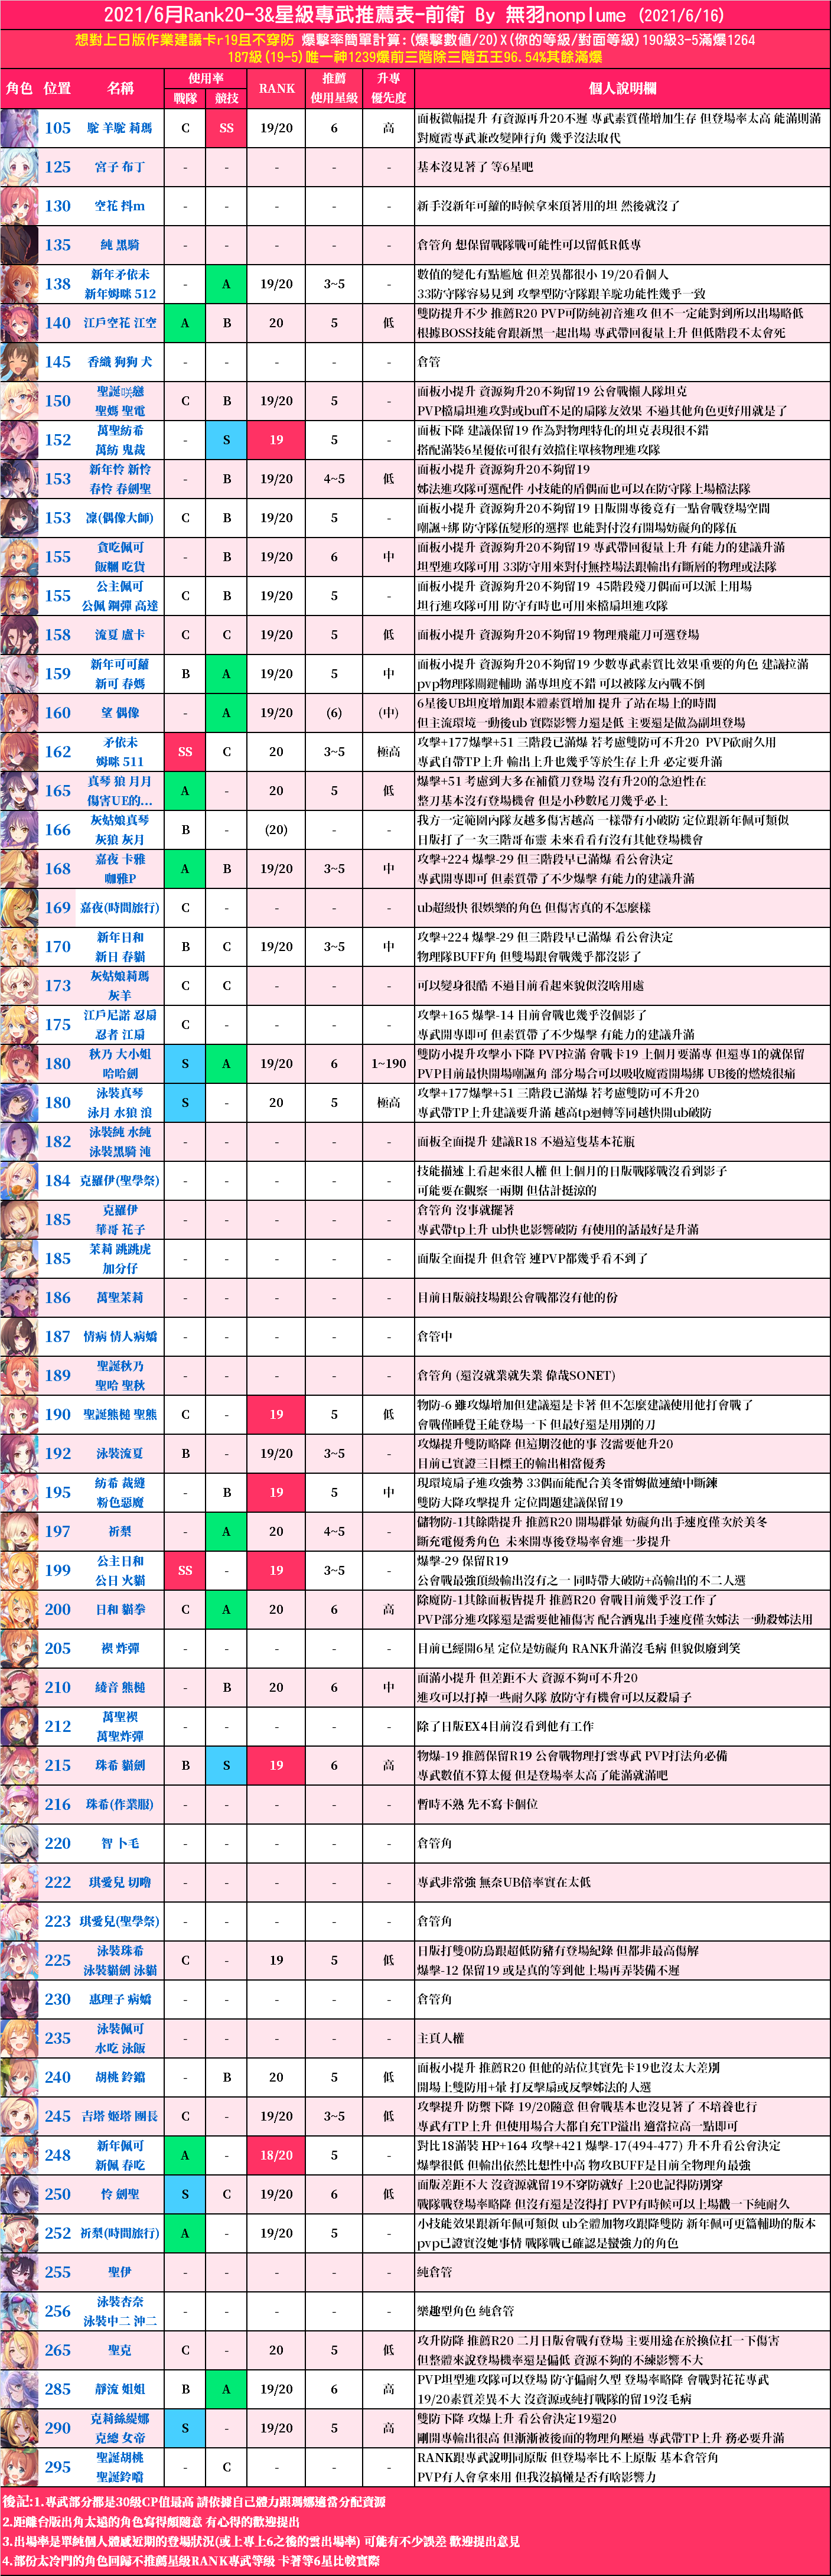 2021/6月Rank20-3&星級專武推薦表-前衛 By 無羽nonplume (2021/6/16)
想對上日版作業建議卡r19且不穿防 爆擊率簡單計算:(爆擊數值/20)X(你的等級/對面等級)190級3-5滿爆1264
187級(19-5)唯一神1239爆前三階除三階五王96.54%其餘滿爆
角色 位置 名稱 使用率 戰隊 競技 RANK 推薦使用星級 升專優先度 個人說明欄
105 駝 羊駝 莉瑪 C SS 19/20 6 高
面板微幅提升 有資源再升20不遲 專武素質僅增加生存 但登場率太高 能滿則滿
對魔霞專武兼改變陣行角 幾乎沒法取代
125 宮子 布丁 - - - - - 基本沒見著了 等6星吧
130 空花 抖m - - - - - 新手沒新年可蘿的時候拿來頂著用的坦 然後就沒了
135 純 黑騎 - - - - - 倉管角 想保留戰隊戰可能性可以留低R低專
138 新年矛依未 新年姆咪 512 - A 19/20 3~5 -
數值的變化有點尷尬 但差異都很小 19/20看個人
33防守隊容易見到 攻擊型防守隊跟羊駝功能性幾乎一致
140 江戶空花 江空 A B 20 5 低
雙防提升不少 推薦R20 PVP可防純初音進攻 但不一定能對到所以出場略低
根據BOSS技能會跟新黑一起出場 專武帶回復量上升 但低階段不太會死
145 香織 狗狗 犬 - - - - - 倉管
150 聖誕咲戀 聖媽 聖電 C B 19/20 5 -
面板小提升 資源夠升20不夠留19 公會戰懶人隊坦克
PVP檔扇坦進攻對或buff不足的扇隊友效果 不過其他角色更好用就是了
152 萬聖紡希 萬紡 鬼裁 - S 19 5 -
面板下降 建議保留19 作為對物理特化的坦克表現很不錯
搭配滿裝6星優依可很有效擋住單核物理進攻隊
153 新年怜 新怜 春怜 春劍聖 - B 19/20 4~5 低
面板小提升 資源夠升20不夠留19
姊法進攻隊可選配件 小技能的盾偶而也可以在防守隊上場檔法隊
153 凜(偶像大師) C B 19/20 5 -
面板小提升 資源夠升20不夠留19 日版開專後竟有一點會戰登場空間
嘲諷+綁 防守隊伍變形的選擇 也能對付沒有開場妨礙角的隊伍
155 貪吃佩可 飯糰 吃貨 - B 19/20 6 中
面板小提升 資源夠升20不夠留19 專武帶回復量上升 有能力的建議升滿
坦型進攻隊可用 33防守用來對付無控場法跟輸出有斷層的物理或法隊
155 公主佩可 公佩 鋼彈 高達 C B 19/20 5 -
面板小提升 資源夠升20不夠留19 45階段殘刀偶而可以派上用場
坦行進攻隊可用 防守有時也可用來檔扇坦進攻隊
158 流夏 盧卡 C C 19/20 5 低 面板小提升 資源夠升20不夠留19 物理飛龍刀可選登場
159 新年可可蘿 新可 春媽 B A 19/20 5 中
面板小提升 資源夠升20不夠留19 少數專武素質比效果重要的角色 建議拉滿
pvp物理隊關鍵輔助 滿專坦度不錯 可以被隊友內戰不倒
160 望 偶像 - A 19/20 (6) (中)
6星後UB坦度增加跟本體素質增加 提升了站在場上的時間
但主流環境一動後ub 實際影響力還是低 主要還是做為副坦登場
162 矛依未 姆咪 511 SS C 20 3~5 極高
攻擊+177爆擊+51 三階段已滿爆 若考慮雙防可不升20 PVP砍耐久用
專武自帶TP上升 輸出上升也幾乎等於生存上升 必定要升滿
165 真琴 狼 月月 傷害UE的... A - 20 5 低
爆擊+51 考慮到大多在補償刀登場 沒有升20的急迫性在
整刀基本沒有登場機會 但是小秒數尾刀幾乎必上
166 灰姑娘真琴 灰狼 灰月 B - (20) - -
我方一定範圍內隊友越多傷害越高 一樣帶有小破防 定位跟新年佩可類似
日版打了一次三階哥布靈 未來看看有沒有其他登場機會
168 嘉夜 卡雅 咖雅P A B 19/20 3~5 中
攻擊+224 爆擊-29 但三階段早已滿爆 看公會決定
專武開專即可 但素質帶了不少爆擊 有能力的建議升滿
169 嘉夜(時間旅行) C - - - - ub超級快 很娛樂的角色 但傷害真的不怎麼樣
170 新年日和 新日 春貓 B C 19/20 3~5 中
攻擊+224 爆擊-29 但三階段早已滿爆 看公會決定
物理隊BUFF角 但雙場跟會戰幾乎都沒影了
173 灰姑娘莉瑪 灰羊 C C - - - 可以變身很酷 不過目前看起來貌似沒啥用處
175 江戶尼諾 忍扇 忍者 江扇 C - - - -
攻擊+165 爆擊-14 目前會戰也幾乎沒個影了
專武開專即可 但素質帶了不少爆擊 有能力的建議升滿
180 秋乃 大小姐 哈哈劍 S A 19/20 6 1~190
雙防小提升攻擊小下降 PVP拉滿 會戰卡19 上個月要滿專 但還專1的就保留
PVP目前最快開場嘲諷角 部分場合可以吸收魔霞開場綁 UB後的燃燒很痛
180 泳裝真琴 泳月 水狼 浪 S - 20 5 極高
攻擊+177爆擊+51 三階段已滿爆 若考慮雙防可不升20
專武帶TP上升建議要升滿 越高tp迴轉等同越快開ub破防
182 泳裝純 水純 泳裝黑騎 沌 - - - - - 面板全面提升 建議R18 不過這隻基本花瓶
184 克羅伊(聖學祭) - - - - -
技能描述上看起來很人權 但上個月的日版戰隊戰沒看到影子
可能要在觀察一兩期 但估計挺涼的
185 克羅伊 華哥 花子 - - - - -
倉管角 沒事就擺著
專武帶tp上升 ub快也影響破防 有使用的話最好是升滿
185 茉莉 跳跳虎 加分仔 - - - - - 面版全面提升 但倉管 連PVP都幾乎看不到了
186 萬聖茉莉 - - - - - 目前日版競技場跟公會戰都沒有他的份
187 情病 情人病嬌 - - - - - 倉管中
189 聖誕秋乃 聖哈 聖秋 - - - - - 倉管角 (還沒就業就失業 偉哉SONET)
190 聖誕熊槌 聖熊 C - 19 5 低
物防-6 雖攻爆增加但建議還是卡著 但不怎麼建議使用他打會戰了
會戰僅睡覺王能登場一下 但最好還是用別的刀
192 泳裝流夏 B - 19/20 3~5 -
攻爆提升雙防略降 但這期沒他的事 沒需要他升20
目前已實證三目標王的輸出相當優秀
195 紡希 裁縫 粉色惡魔 - B 19 5 中
現環境扇子進攻強勢 33偶而能配合美冬雷姆做連續中斷鍊
雙防大降攻擊提升 定位問題建議保留19
197 祈梨 - A 20 4~5 -
儲物防-1其餘階提升 推薦R20 開場群暈 妨礙角出手速度僅次於美冬
斷充電優秀角色 未來開專後登場率會進一步提升
199 公主日和 公日 火貓 SS - 19 3~5 -
爆擊-29 保留R19
公會戰最強頂級輸出沒有之一 同時帶大破防+高輸出的不二人選
200 日和 貓拳 C A 20 6 高
除魔防-1其餘面板皆提升 推薦R20 會戰目前幾乎沒工作了
PVP部分進攻隊還是需要他補傷害 配合酒鬼出手速度僅次姊法 一動殺姊法用
205 禊 炸彈 - - - - - 目前已經開6星 定位是妨礙角 RANK升滿沒毛病 但貌似廢到笑
210 綾音 熊槌 - B 20 6 中
面滿小提升 但差距不大 資源不夠可不升20
進攻可以打掉一些耐久隊 放防守有機會可以反殺扇子
212 萬聖禊 萬聖炸彈 - - - - - 除了日版EX4目前沒看到他有工作
215 珠希 貓劍 B S 19 6 高
物爆-19 推薦保留R19 公會戰物理打雲專武 PVP打法角必備
專武數值不算太優 但是登場率太高了能滿就滿吧
216 珠希(作業服) - - - - - 暫時不熟 先不寫卡個位
220 智 卜毛 - - - - - 倉管角
222 琪愛兒 切嚕 - - - - - 專武非常強 無奈UB倍率實在太低
223 琪愛兒(聖學祭) - - - - - 倉管角
225 泳裝珠希 泳裝貓劍 泳貓 C - 19 5 低
日版打雙0防鳥跟超低防豬有登場紀錄 但都非最高傷解
爆擊-12 保留19 或是真的等到他上場再弄裝備不遲
230 惠理子 病嬌 - - - - - 倉管角
235 泳裝佩可 水吃 泳飯 - - - - - 主頁人權
240 胡桃 鈴鐺 - B 20 5 低
面板小提升 推薦R20 但他的站位其實先卡19也沒太大差別
開場上雙防用+暈 打反擊扇或反擊姊法的人選
245 吉塔 姬塔 團長 C - 19/20 3~5 低
攻擊提升 防禦下降 19/20隨意 但會戰基本也沒見著了 不培養也行
專武有TP上升 但使用場合大都自充TP溢出 適當拉高一點即可
248 新年佩可 新佩 春吃 A - 18/20 5 -
對比18滿裝 HP+164 攻擊+421 爆擊-17(494-477) 升不升看公會決定
爆擊很低 但輸出依然比想性中高 物攻BUFF是目前全物理角最強
250 怜 劍聖 S C 19/20 6 低
面版差距不大 沒資源就留19不穿防就好 上20也記得防別穿
戰隊戰登場率略降 但沒有還是沒得打 PVP有時候可以上場戳一下純耐久
252 祈梨(時間旅行) A - 19/20 5 -
小技能效果跟新年佩可類似 ub全體加物攻跟降雙防 新年佩可更篇輔助的版本
pvp已證實沒她事情 戰隊戰已確認是蠻強力的角色
255 聖伊 - - - - - 純倉管
256 泳裝杏奈 泳裝中二 沖二 - - - - - 樂趣型角色 純倉管
265 聖克 C - 20 5 低
攻升防降 推薦R20 二月日版會戰有登場 主要用途在於換位扛一下傷害
但整體來說登場機率還是偏低 資源不夠的不練影響不大
285 靜流 姐姐 B A 19/20 6 高
PVP坦型進攻隊可以登場 防守偏耐久型 登場率略降 會戰對花花專武
19/20素質差異不大 沒資源或純打戰隊的留19沒毛病
290 克莉絲緹娜 克總 女帝 S - 19/20 5 高
雙防下降 攻爆上升 看公會決定19還20
剛開專輸出很高 但漸漸被後面的物理角壓過 專武帶TP上升 務必要升滿
295 聖誕胡桃 聖誕鈴噹 - C - - -
RANK跟專武說明同原版 但登場率比不上原版 基本倉管角
PVP有人會拿來用 但我沒搞懂是否有啥影響力
後記:1.專武部分都是30級CP值最高 請依據自己體力跟瑪娜適當分配資源
2.距離台版出角太遠的角色寫得頗隨意 有心得的歡迎提出
3.出場率是單純個人體感近期的登場狀況(或上專上6之後的雲出場率) 可能有不少誤差 歡迎提出意見
4.部份太冷門的角色回歸不推薦星級RANK專武等級 卡著等6星比較實際